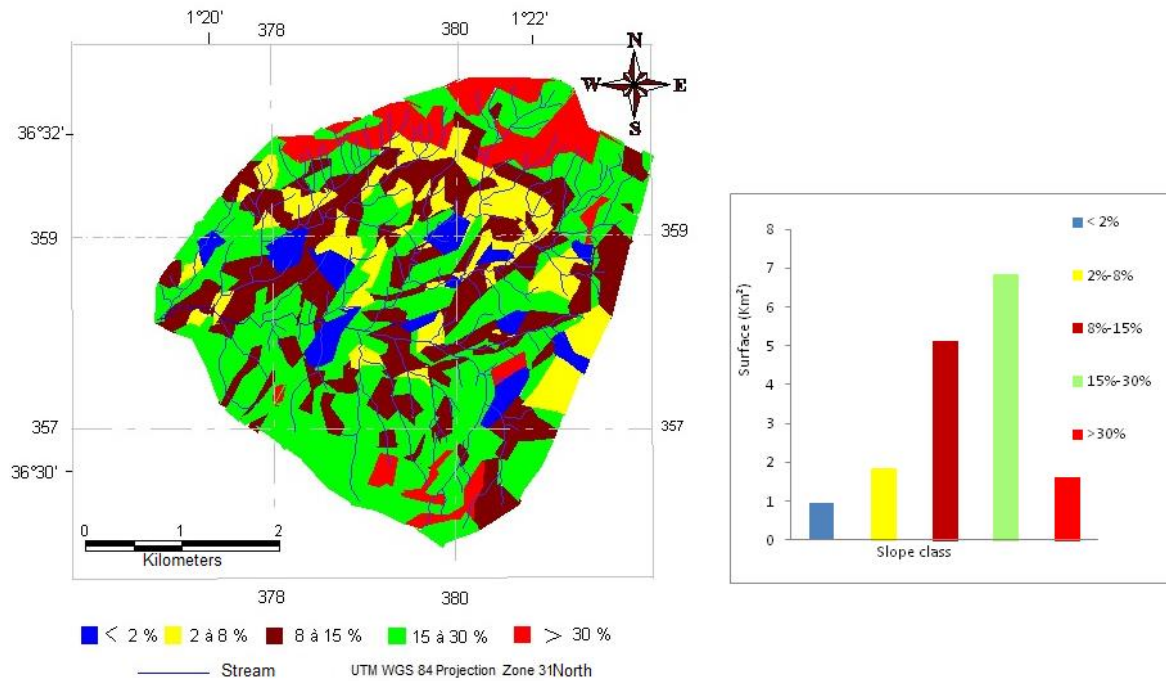 1°20'
378
380
1°22'
N
W
E
S
36°32'
359
359
357
357
36°30'
0 1 2
Kilometers
378
380
< 2 %
2 à 8 %
8 à 15 %
15 à 30 %
> 30 %
Stream
UTM WGS 84 Projection Zone 31North
Surface (Km²)
8
7
6
5
4
3
2
1
0
Slope class
< 2%
2%-8%
8%-15%
15%-30%
>30%